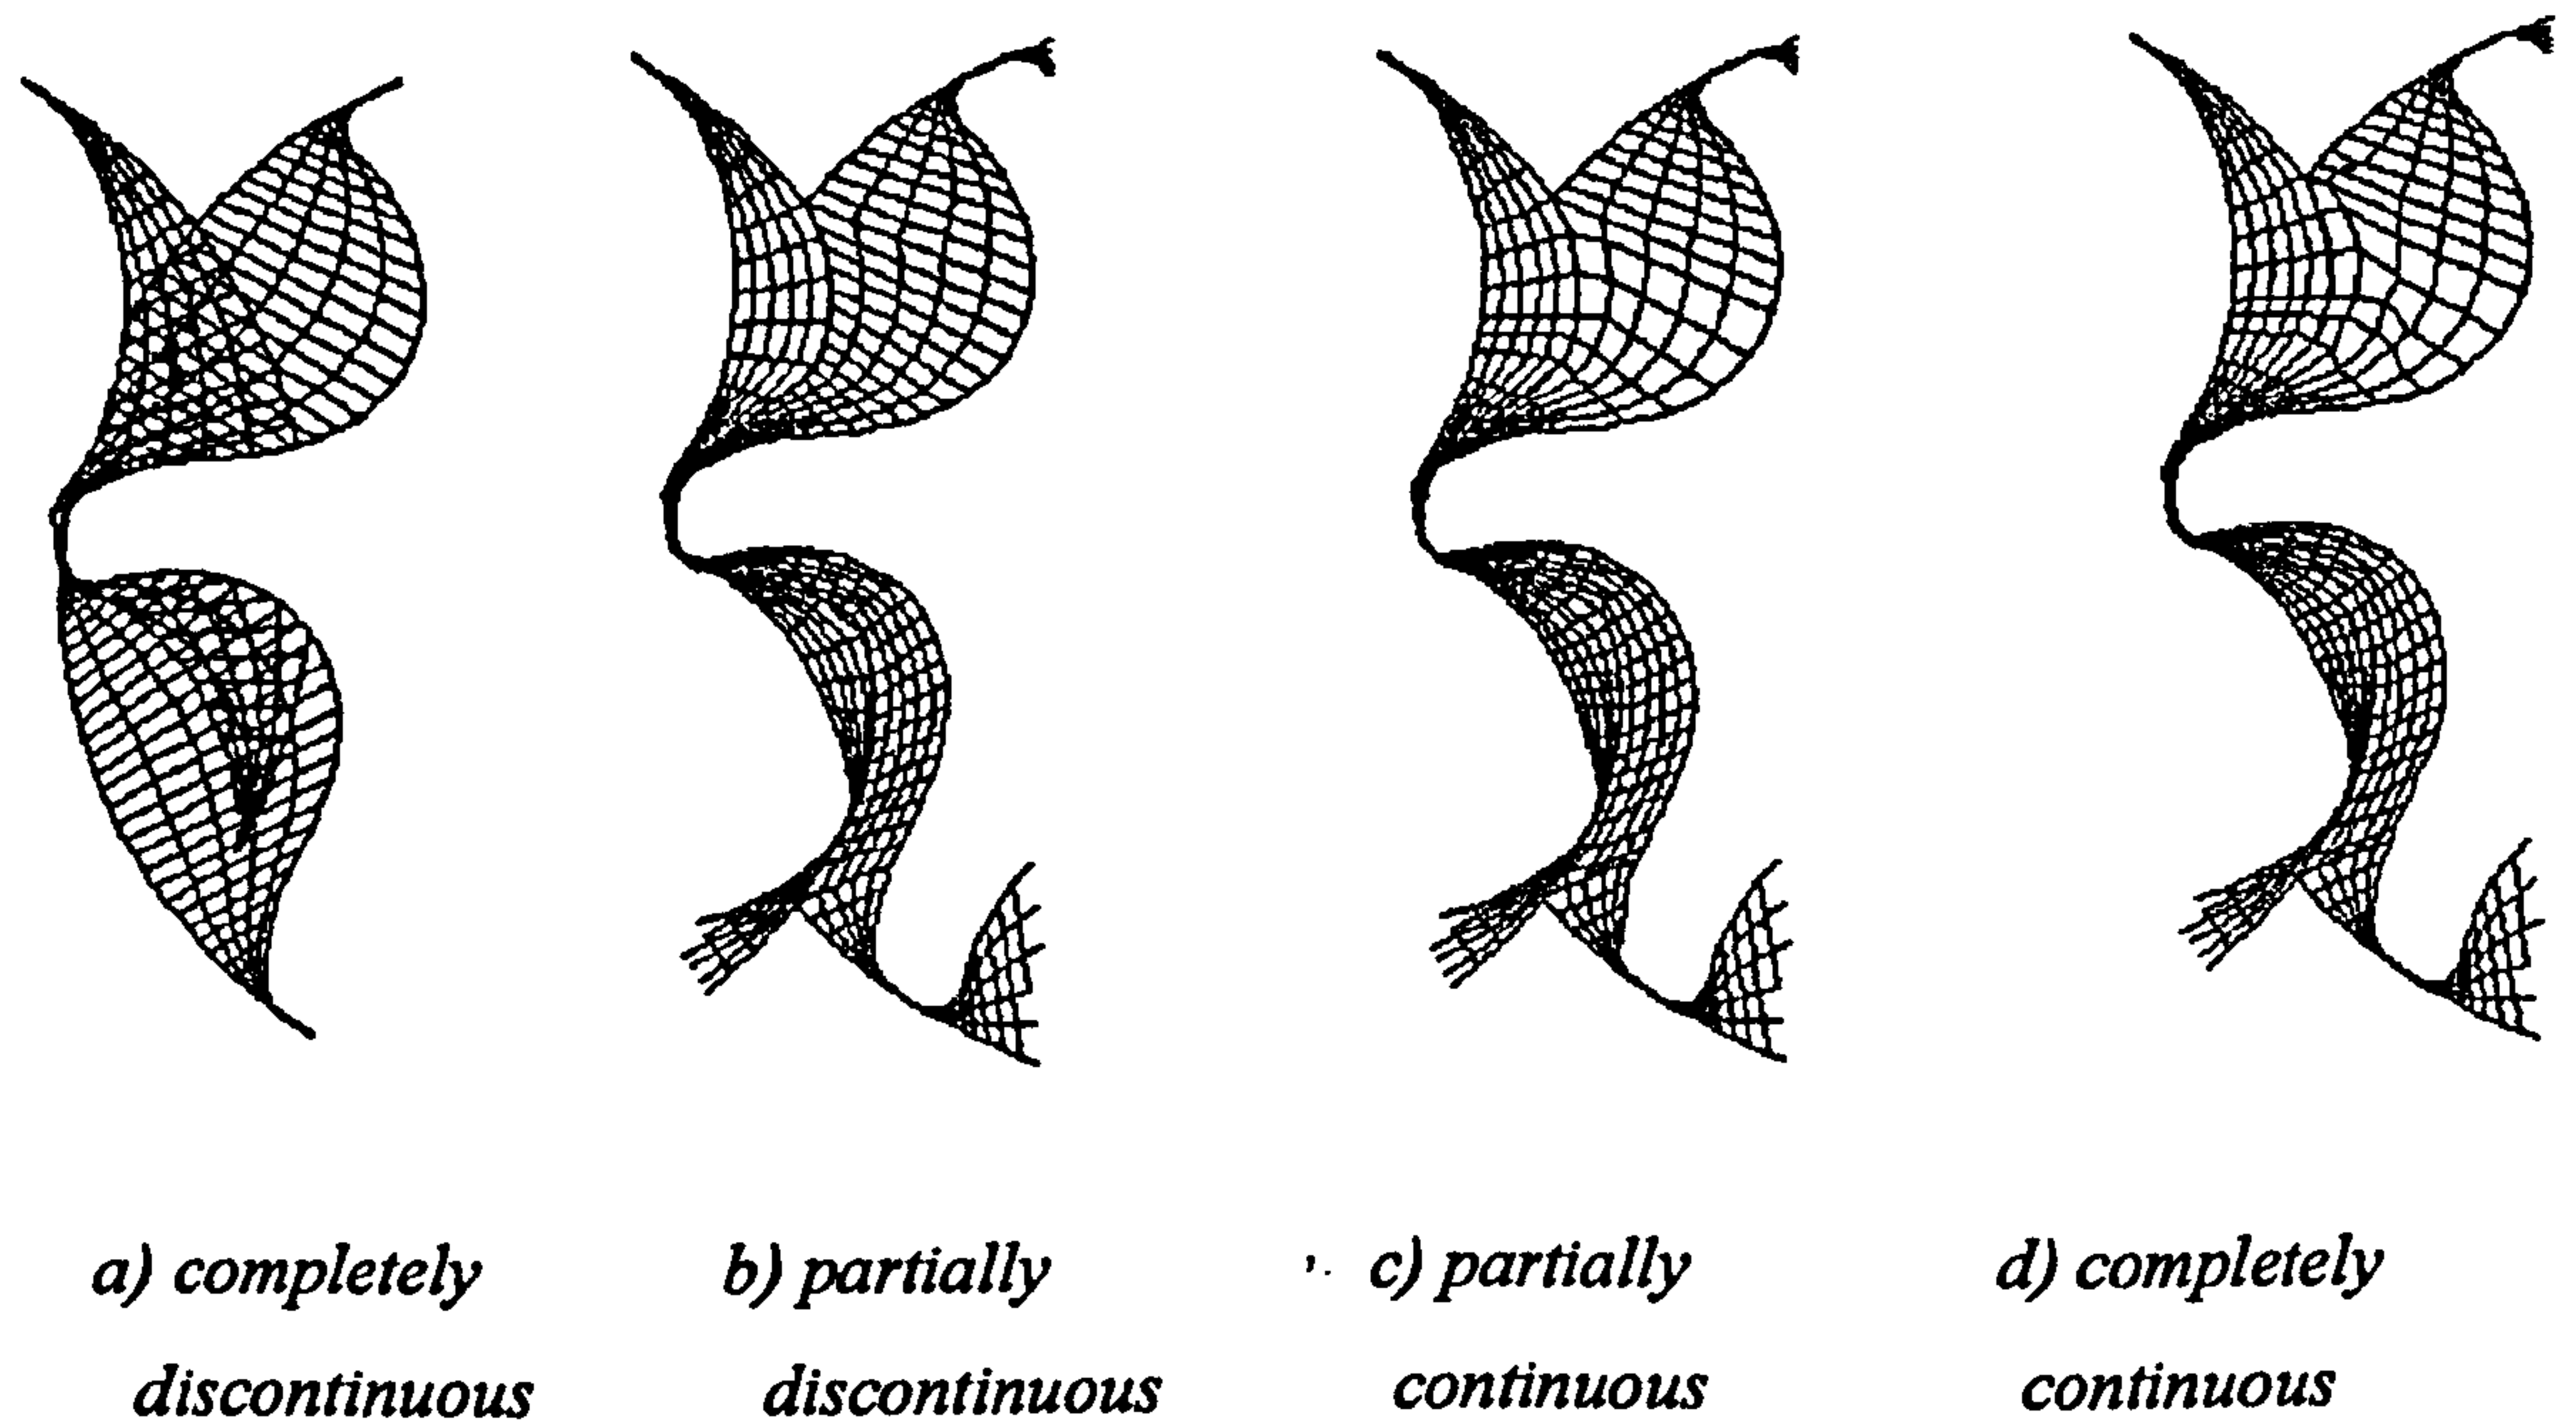 a) completely
discontinuous
b) partially
discontinuous
c) partially
continuous
d) completely
continuous